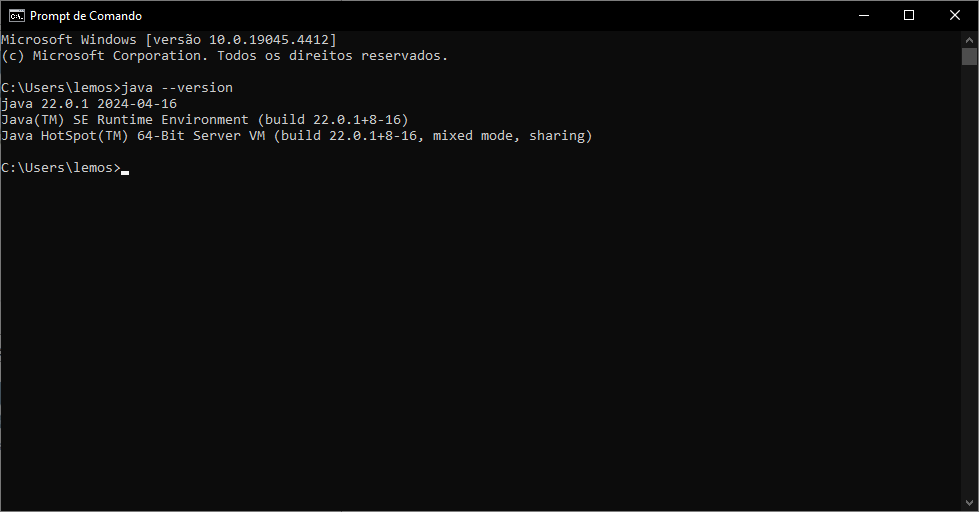 Prompt de Comando
Microsoft Windows [versão 10.0.19045.4412]
(c) Microsoft Corporation. Todos os direitos reservados.
C:\Users\lemos>java --version
java 22.0.1 2024-04-16
Java(TM) SE Runtime Environment (build 22.0.1+8-16)
Java HotSpot(TM) 64-Bit Server VM (build 22.0.1+8-16, mixed mode, sharing)
C:\Users\lemos>